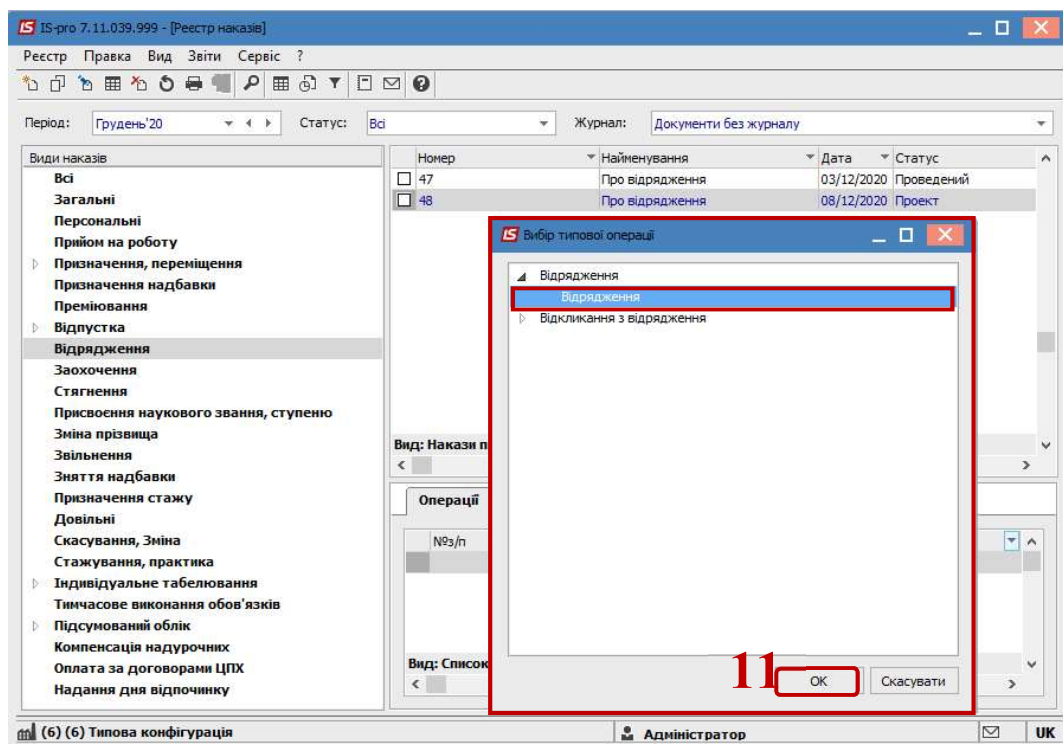 IS-pro 7.11.039.999 - [Реєстр наказів]
Реєстр Правка Вид Звіти Сервіс ?
Період: Грудень'20 Статус: Всі Журнал: Документи без журналу
Види наказів
Всі
Загальні
Персональні
Прийом на роботу
Призначення, переміщення
Призначення надбавки
Преміювання
Відпустка
Відрядження
Заохочення
Стягнення
Присвоєння наукового звання, ступеню
Зміна прізвища
Звільнення
Зняття надбавки
Призначення стажу
Довільні
Скасування, Зміна
Стажування, практика
Індивідуальне табелювання
Тимчасове виконання обов'язків
Підсумований облік
Компенсація надурочних
Оплата за договорами ЦПХ
Надання дня відпочинку
Номер Найменування Дата Статус
47 Про відрядження 03/12/2020 Проведений
48 Про відрядження 08/12/2020 Проект
Вид: Накази п
Операції
№з/п
Вид: Список
Вибір типової операції
Відрядження
Відрядження
Відкликання з відрядження
11
OK Скасувати
(6) (6) Типова конфігурація Адміністратор UK